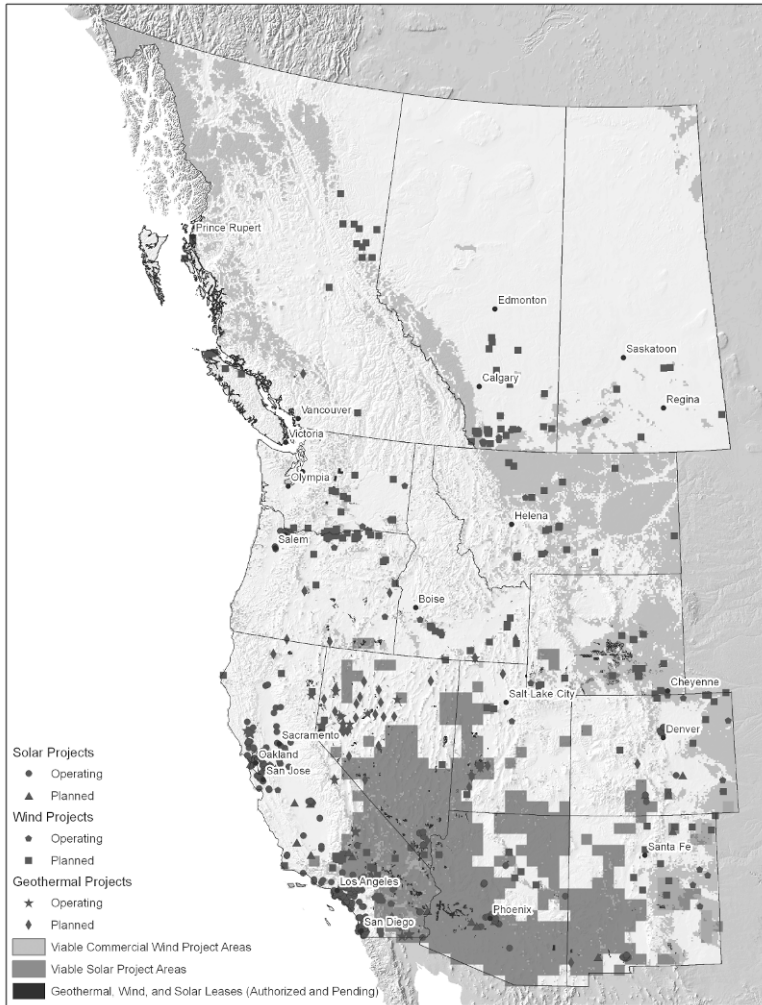 Prince Rupert
Edmonton
Saskatoon
Calgary
Regina
Vancouver
Victoria
Olympia
Helena
Salem
Boise
Cheyenne
Salt Lake City
Denver
Sacramento
Oakland
San Jose
Santa Fe
Los Angeles
Phoenix
San Diego
Solar Projects
Operating
Planned
Wind Projects
Operating
Planned
Geothermal Projects
Operating
Planned
Viable Commercial Wind Project Areas
Viable Solar Project Areas
Geothermal, Wind, and Solar Leases (Authorized and Pending)